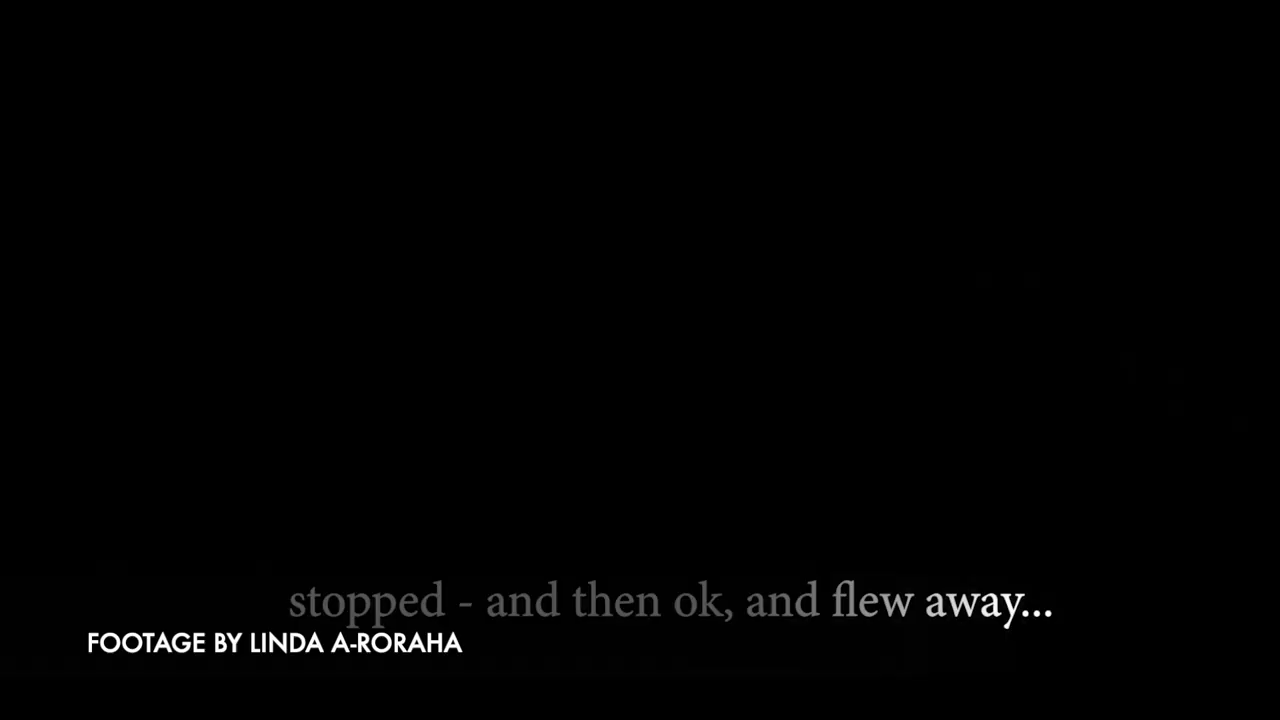 stopped - and then ok, and flew away...
FOOTAGE BY LINDA A-RORAHA